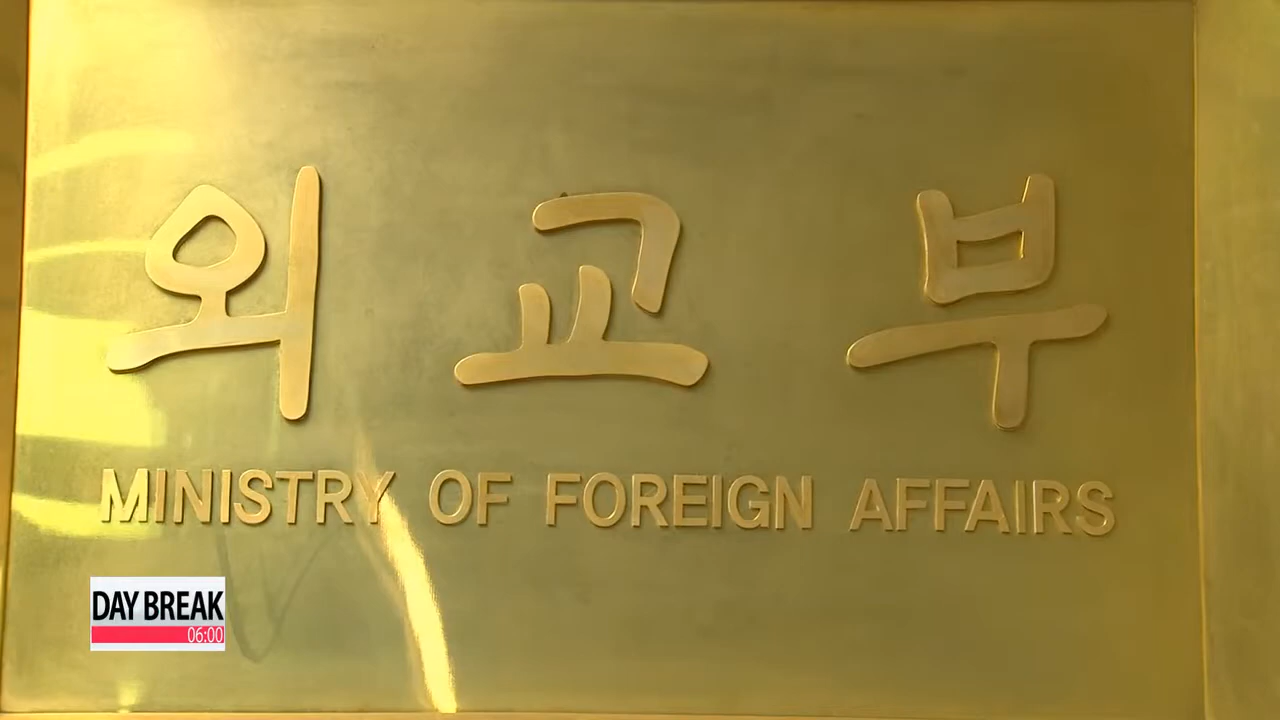 외교부
MINISTRY OF FOREIGN AFFAIRS
DAY BREAK
06:00